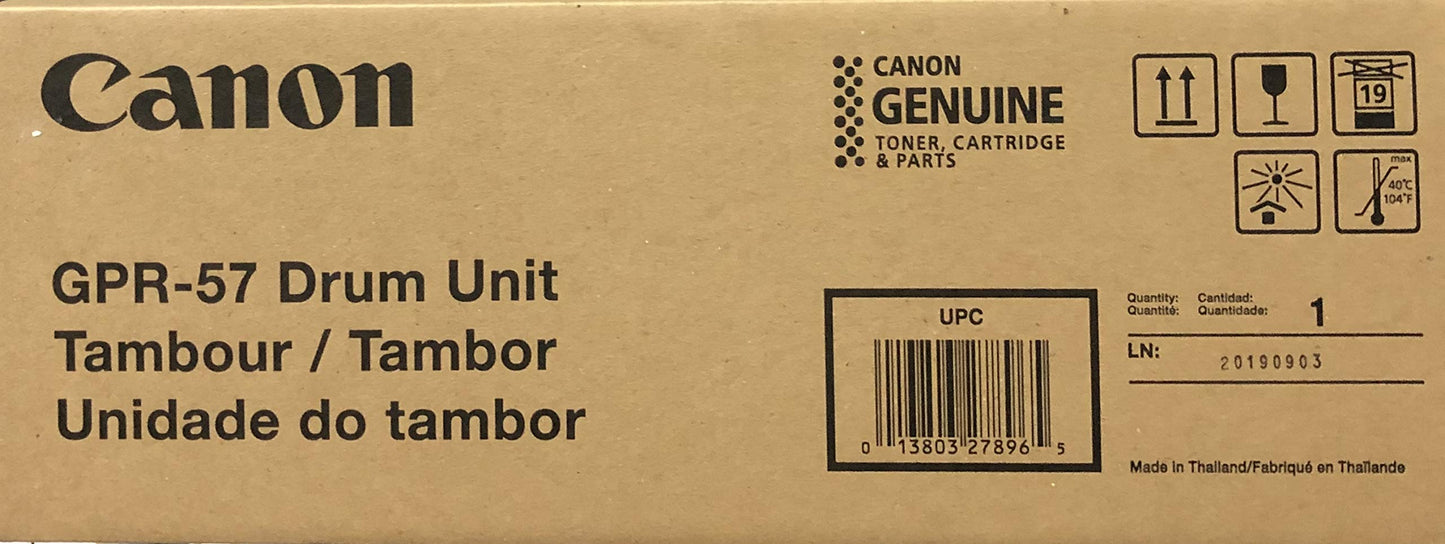 Canon
CANON
GENUINE
TONER, CARTRIDGE
& PARTS
19
max
40°C
104°F
GPR-57 Drum Unit
Tambour / Tambor
Unidade do tambor
UPC
0 13803 27896 5
Quantity: Cantidad:
Quantité: Quantidade: 1
LN: 20190903
Made in Thailand/Fabriqué en Thaïlande